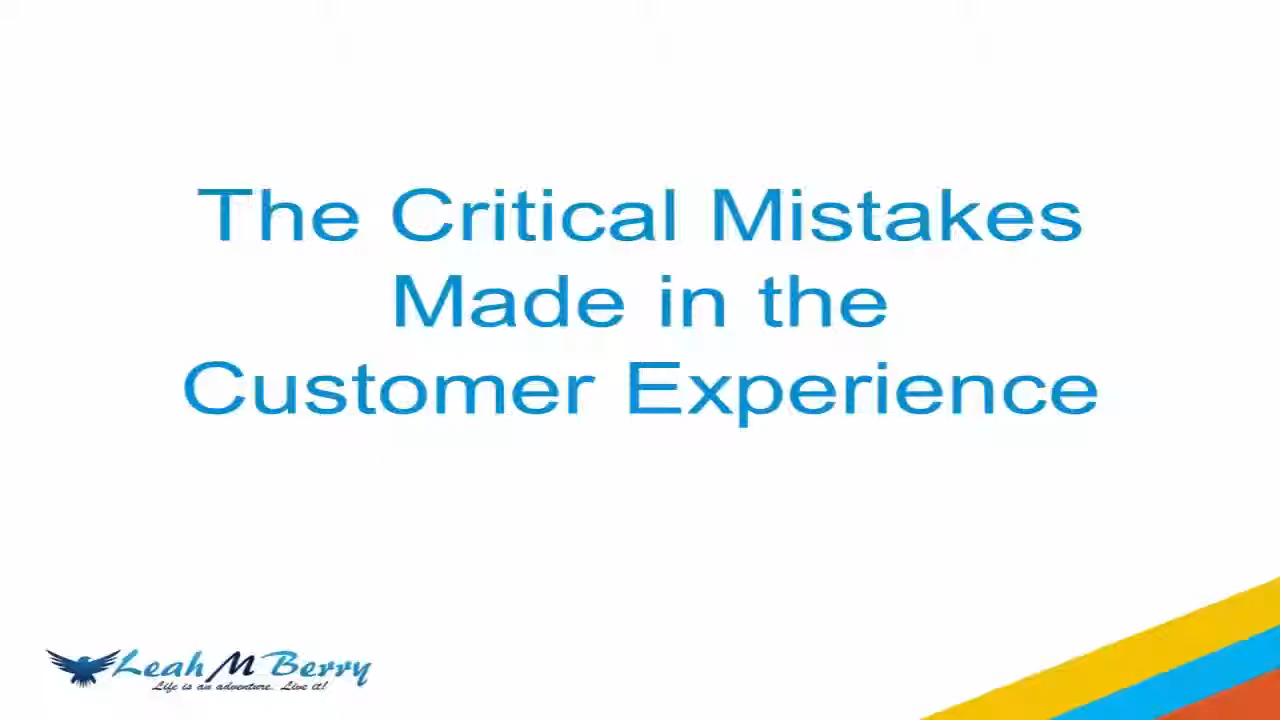 The Critical Mistakes
Made in the
Customer Experience
Leah M Berry
Life is an adventure. Live it!